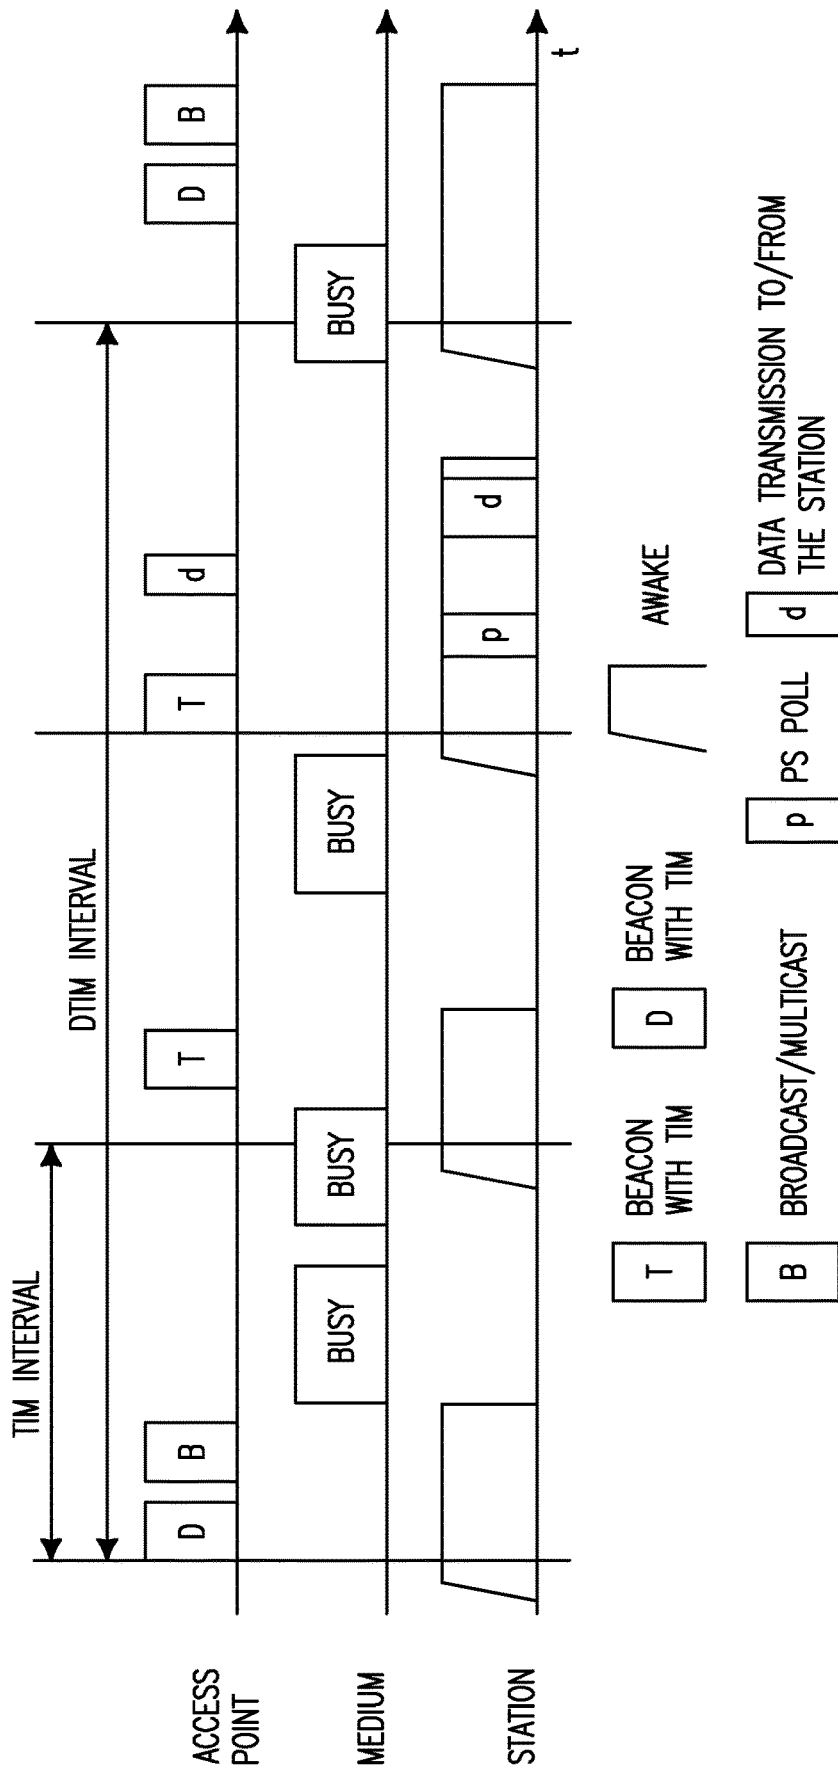 TIM INTERVAL
DTIM INTERVAL
ACCESS
POINT
D
B
T
T
d
D
B
MEDIUM
BUSY
BUSY
BUSY
BUSY
STATION
p
d
t
T
BEACON
WITH TIM
D
BEACON
WITH TIM
AWAKE
B
BROADCAST/MULTICAST
p
PS POLL
d
DATA TRANSMISSION TO/FROM
THE STATION